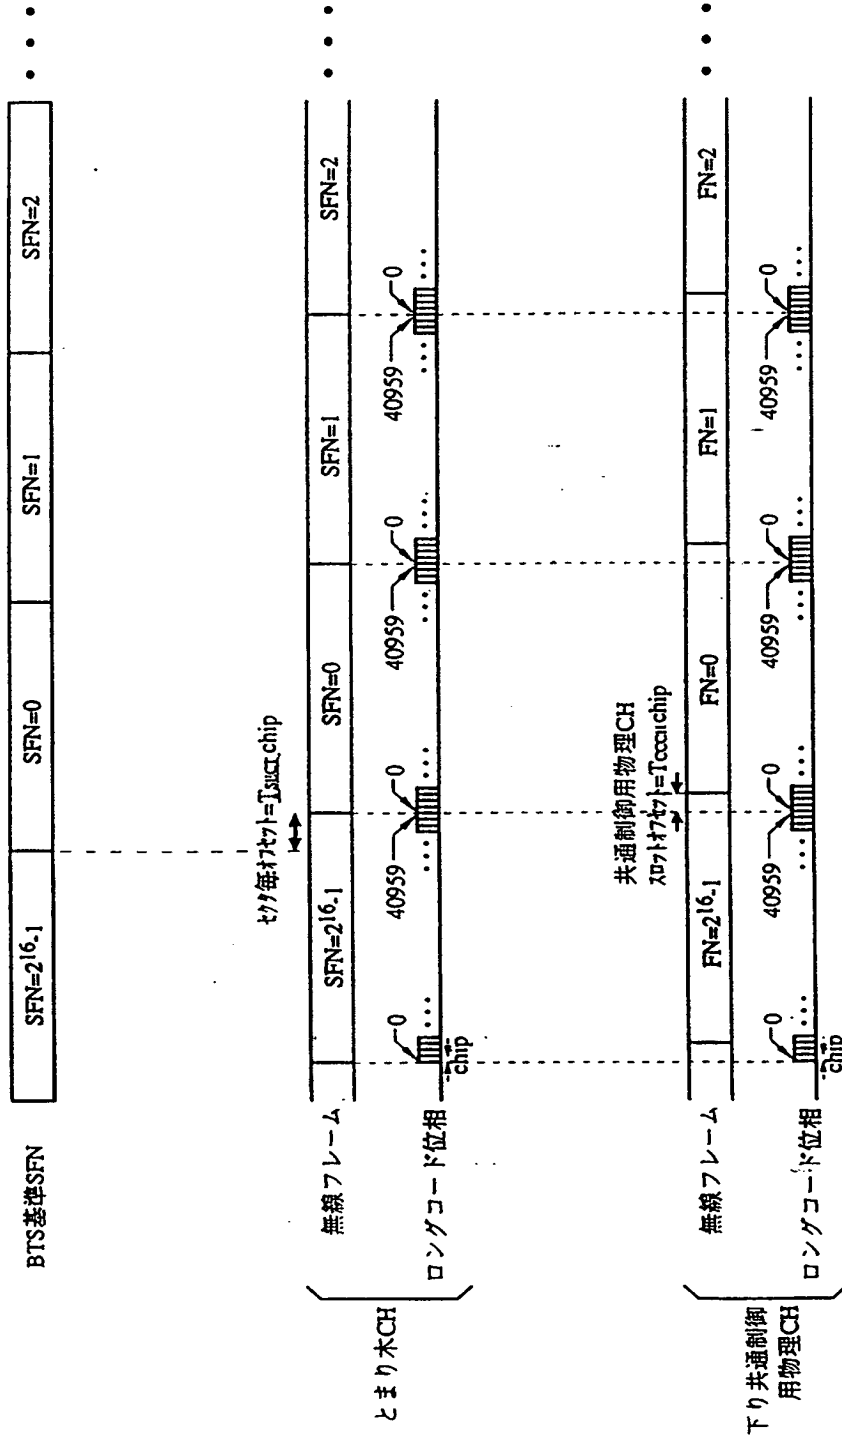 BTS基準SFN
SFN=2¹⁶-1
SFN=0
SFN=1
SFN=2
• • •
セクタ毎オフセット=TSECT chip
とまり木CH
無線フレーム
SFN=2¹⁶-1
SFN=0
SFN=1
SFN=2
• • •
ロングコード位相
chip
0
•••
•••
40959
0
•••
•••
40959
0
•••
•••
40959
0
•••
共通制御用物理CH
スロットオフセット=TCCCH chip
下り共通制御
用物理CH
無線フレーム
FN=2¹⁶-1
FN=0
FN=1
FN=2
• • •
ロングコード位相
chip
0
•••
•••
40959
0
•••
•••
40959
0
•••
•••
40959
0
•••